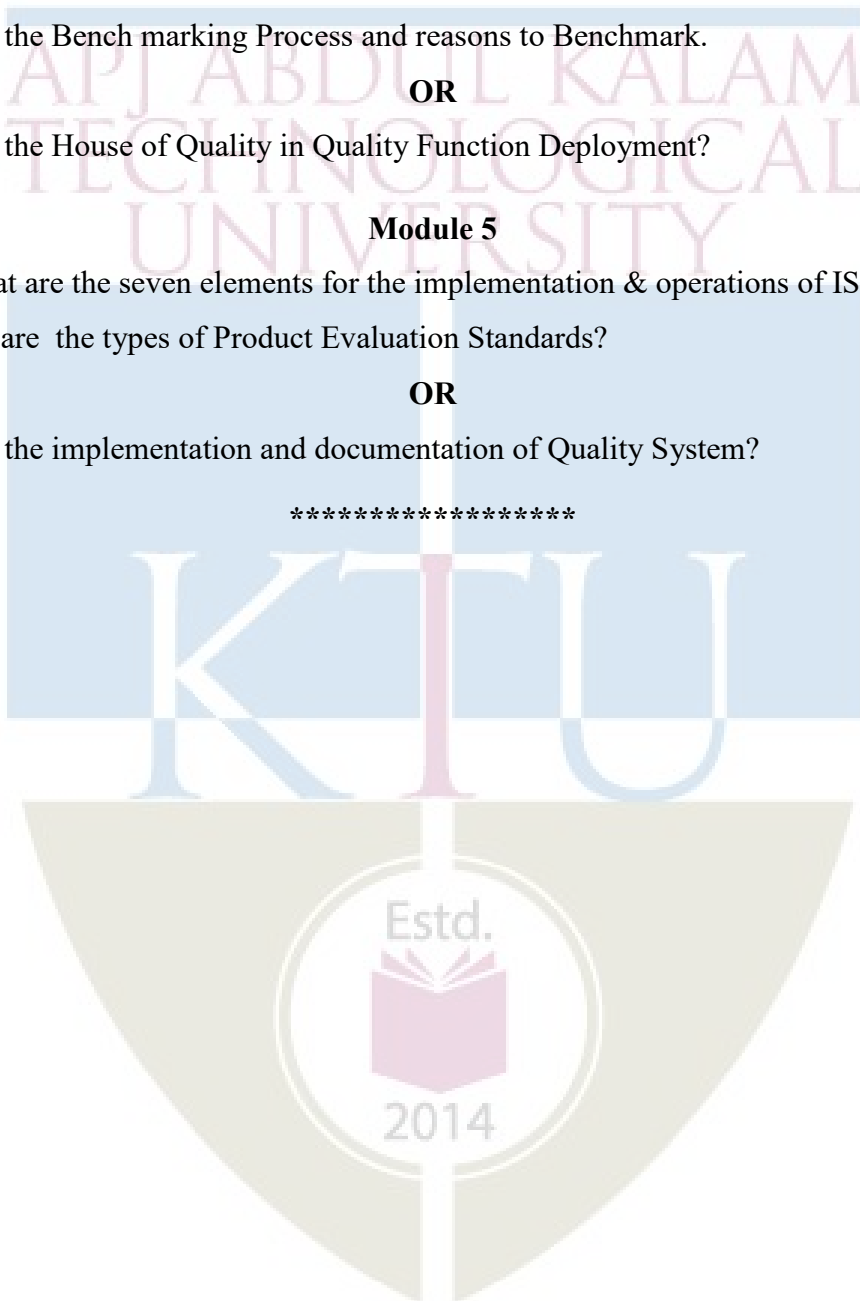 the Bench marking Process and reasons to Benchmark.
APJ ABDUL KALAM
OR
TECHNOLOGICAL
the House of Quality in Quality Function Deployment?
UNIVERSITY
Module 5
at are the seven elements for the implementation & operations of IS
are the types of Product Evaluation Standards?
OR
the implementation and documentation of Quality System?
******************
KTU
Estd.
2014